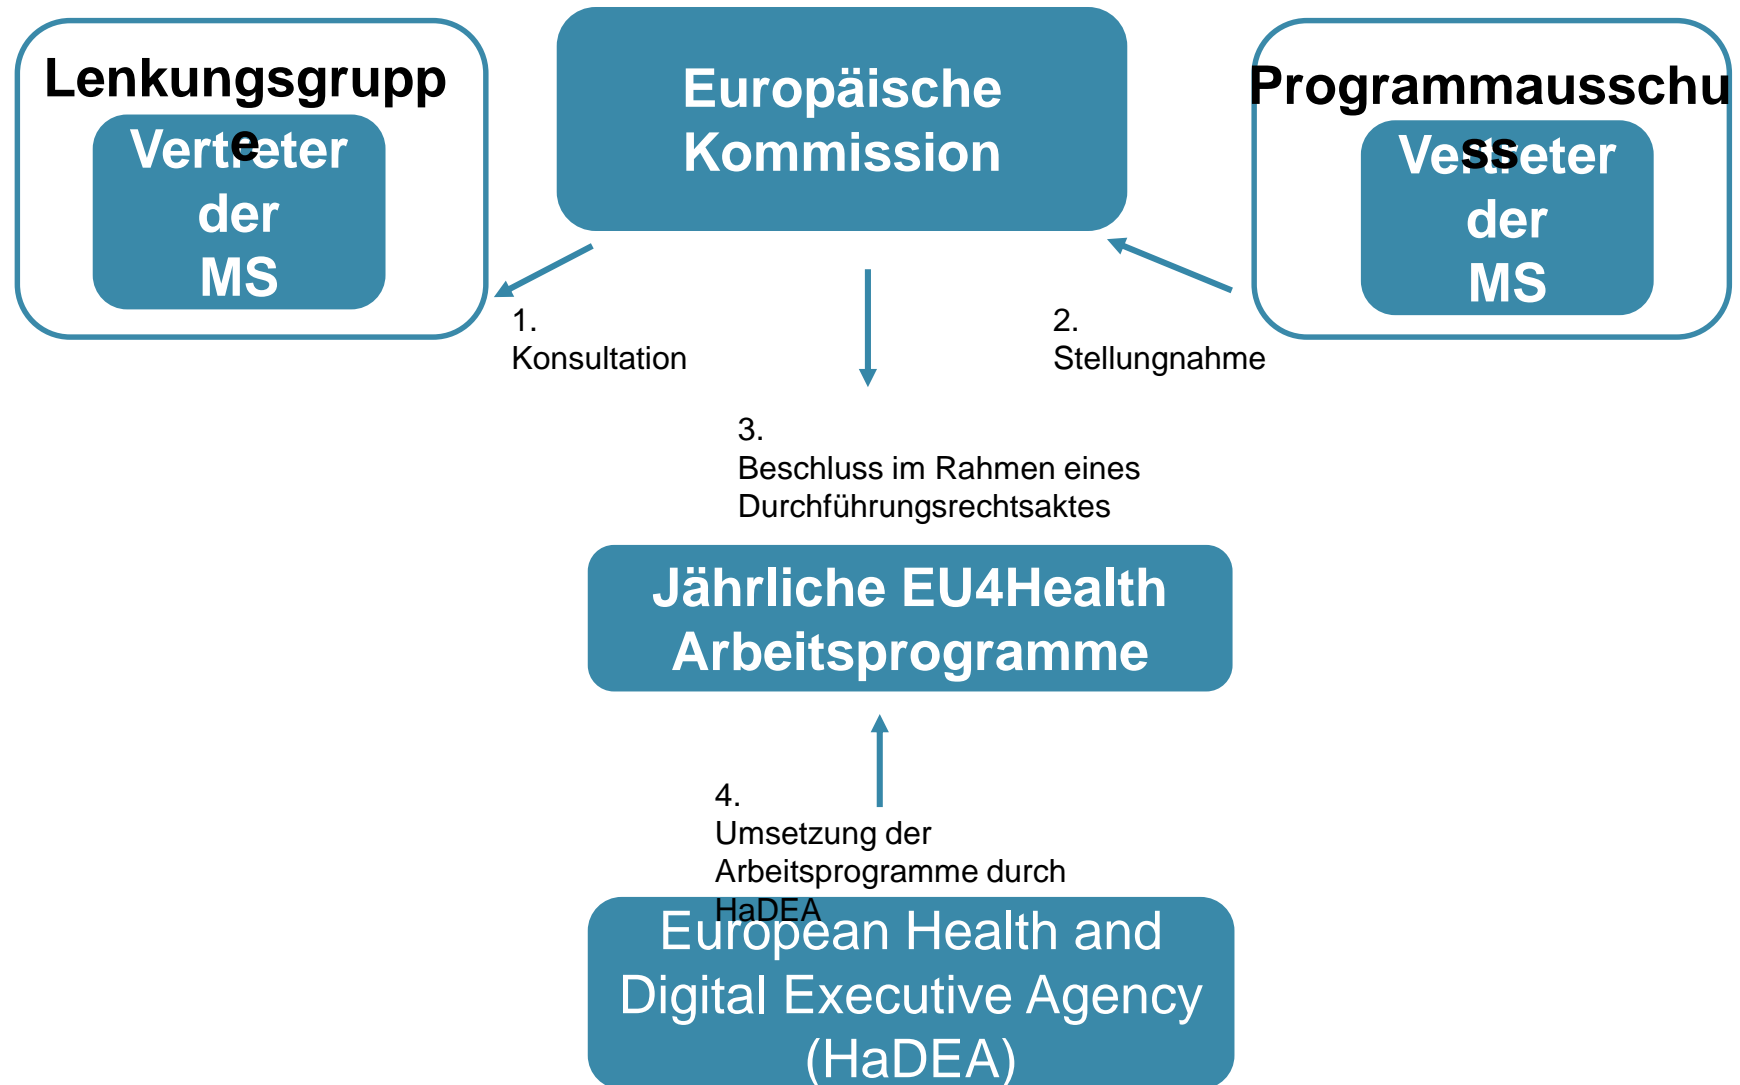 Lenkungsgrupp
e
Vertreter
der
MS
Europäische
Kommission
Programmausschu
ss
Vertreter
der
MS
1.
Konsultation
2.
Stellungnahme
3.
Beschluss im Rahmen eines
Durchführungsrechtsaktes
Jährliche EU4Health
Arbeitsprogramme
4.
Umsetzung der
Arbeitsprogramme durch
HaDEA
European Health and
Digital Executive Agency
(HaDEA)